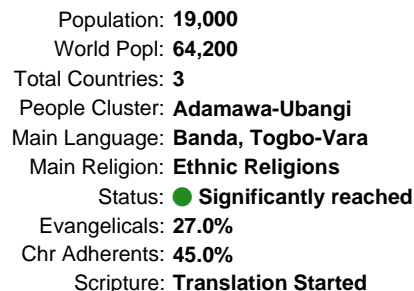 Population: 19,000
World Popl: 64,200
Total Countries: 3
People Cluster: Adamawa-Ubangi
Main Language: Banda, Togbo-Vara
Main Religion: Ethnic Religions
Status: Significantly reached
Evangelicals: 27.0%
Chr Adherents: 45.0%
Scripture: Translation Started